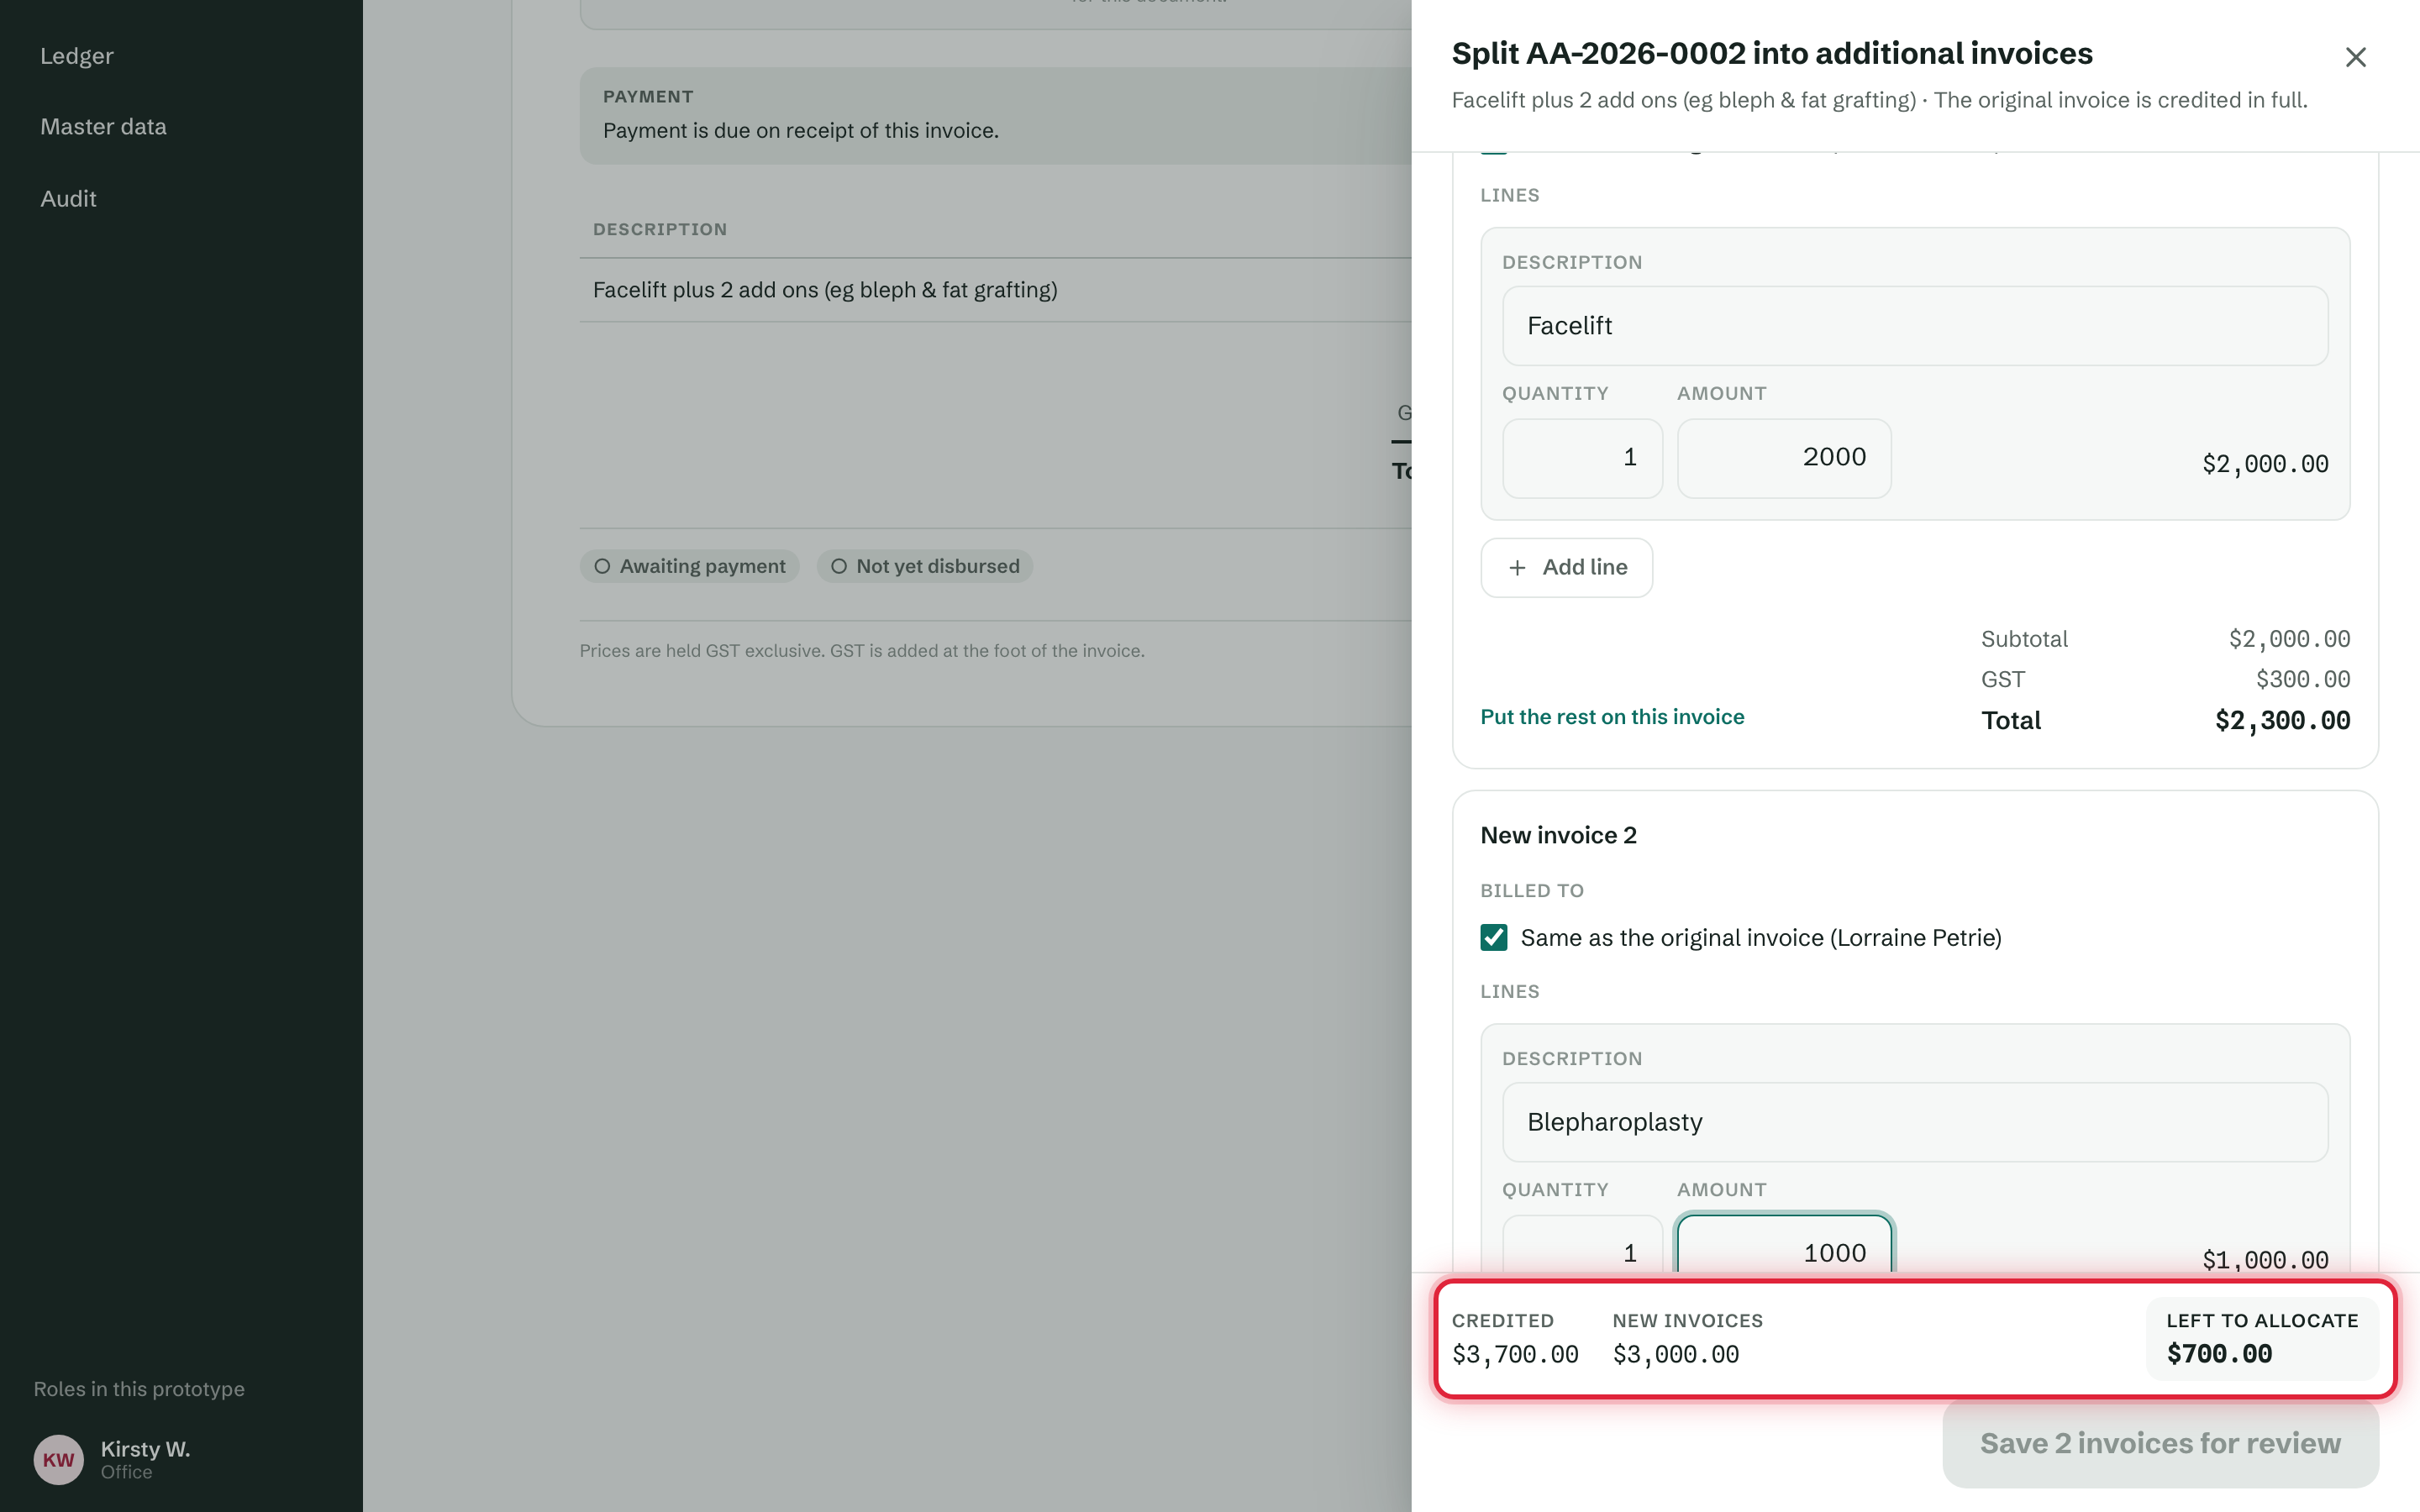 Ledger
Master data
Audit
Roles in this prototype
KW
Kirsty W.
Office
PAYMENT
Payment is due on receipt of this invoice.
DESCRIPTION
Facelift plus 2 add ons (eg bleph & fat grafting)
Awaiting payment
Not yet disbursed
Prices are held GST exclusive. GST is added at the foot of the invoice.
Split AA-2026-0002 into additional invoices
Facelift plus 2 add ons (eg bleph & fat grafting) · The original invoice is credited in full.
LINES
DESCRIPTION
Facelift
QUANTITY AMOUNT
1 2000 $2,000.00
+ Add line
Subtotal $2,000.00
GST $300.00
Put the rest on this invoice Total $2,300.00
New invoice 2
BILLED TO
Same as the original invoice (Lorraine Petrie)
LINES
DESCRIPTION
Blepharoplasty
QUANTITY AMOUNT
1 1000 $1,000.00
CREDITED NEW INVOICES LEFT TO ALLOCATE
$3,700.00 $3,000.00 $700.00
Save 2 invoices for review